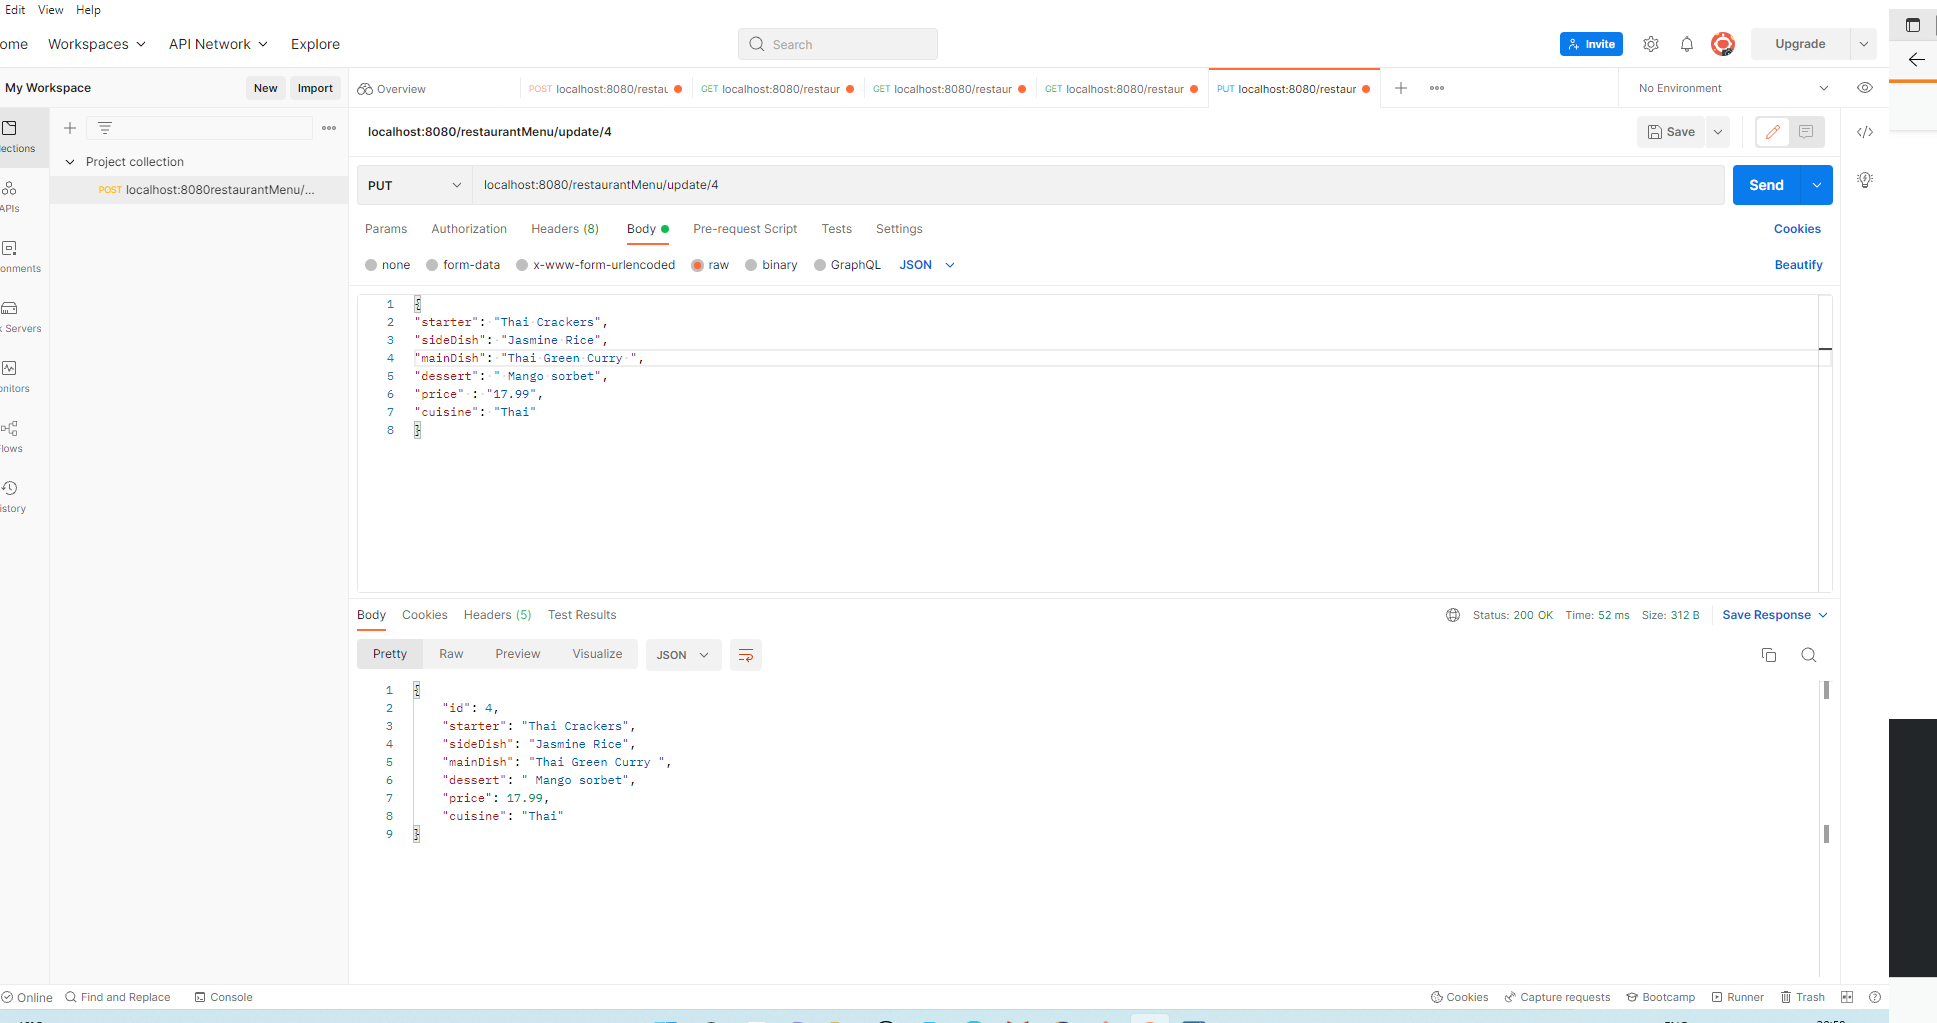 Edit View Help
ome Workspaces API Network Explore Search Invite Upgrade
My Workspace New Import Overview POST localhost:8080/restau GET localhost:8080/restaur GET localhost:8080/restaur GET localhost:8080/restaur PUT localhost:8080/restaur No Environment
lections
APIs
onments
k Servers
onitors
lows
istory
Project collection
POST localhost:8080restaurantMenu/...
localhost:8080/restaurantMenu/update/4 Save
PUT localhost:8080/restaurantMenu/update/4 Send
Params Authorization Headers (8) Body Pre-request Script Tests Settings Cookies
none form-data x-www-form-urlencoded raw binary GraphQL JSON Beautify
1 {
2 "starter": "Thai Crackers",
3 "sideDish": "Jasmine Rice",
4 "mainDish": "Thai Green Curry ",
5 "dessert": " Mango sorbet",
6 "price" : "17.99",
7 "cuisine": "Thai"
8 }
Body Cookies Headers (5) Test Results Status: 200 OK Time: 52 ms Size: 312 B Save Response
Pretty Raw Preview Visualize JSON
1 {
2 "id": 4,
3 "starter": "Thai Crackers",
4 "sideDish": "Jasmine Rice",
5 "mainDish": "Thai Green Curry ",
6 "dessert": " Mango sorbet",
7 "price": 17.99,
8 "cuisine": "Thai"
9 }
Online Find and Replace Console Cookies Capture requests Bootcamp Runner Trash